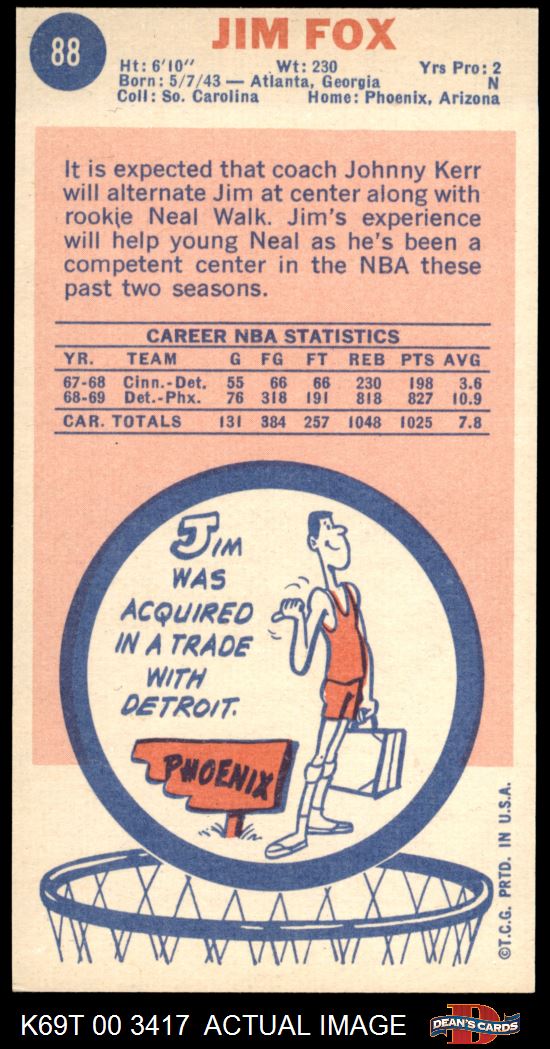 88
JIM FOX
Ht: 6'10" Wt: 230 Yrs Pro: 2
Born: 5/7/43 — Atlanta, Georgia N
Coll: So. Carolina Home: Phoenix, Arizona
It is expected that coach Johnny Kerr
will alternate Jim at center along with
rookie Neal Walk. Jim's experience
will help young Neal as he's been a
competent center in the NBA these
past two seasons.
CAREER NBA STATISTICS
YR. TEAM G FG FT REB PTS AVG
67-68 Cinn.-Det. 55 66 66 230 198 3.6
68-69 Det.-Phx. 76 318 191 818 827 10.9
CAR. TOTALS 131 384 257 1048 1025 7.8
JIM
WAS
ACQUIRED
IN A TRADE
WITH
DETROIT.
PHOENIX
©T.C.G. PRTD. IN U.S.A.
K69T 00 3417 ACTUAL IMAGE
D
DEAN'S CARDS